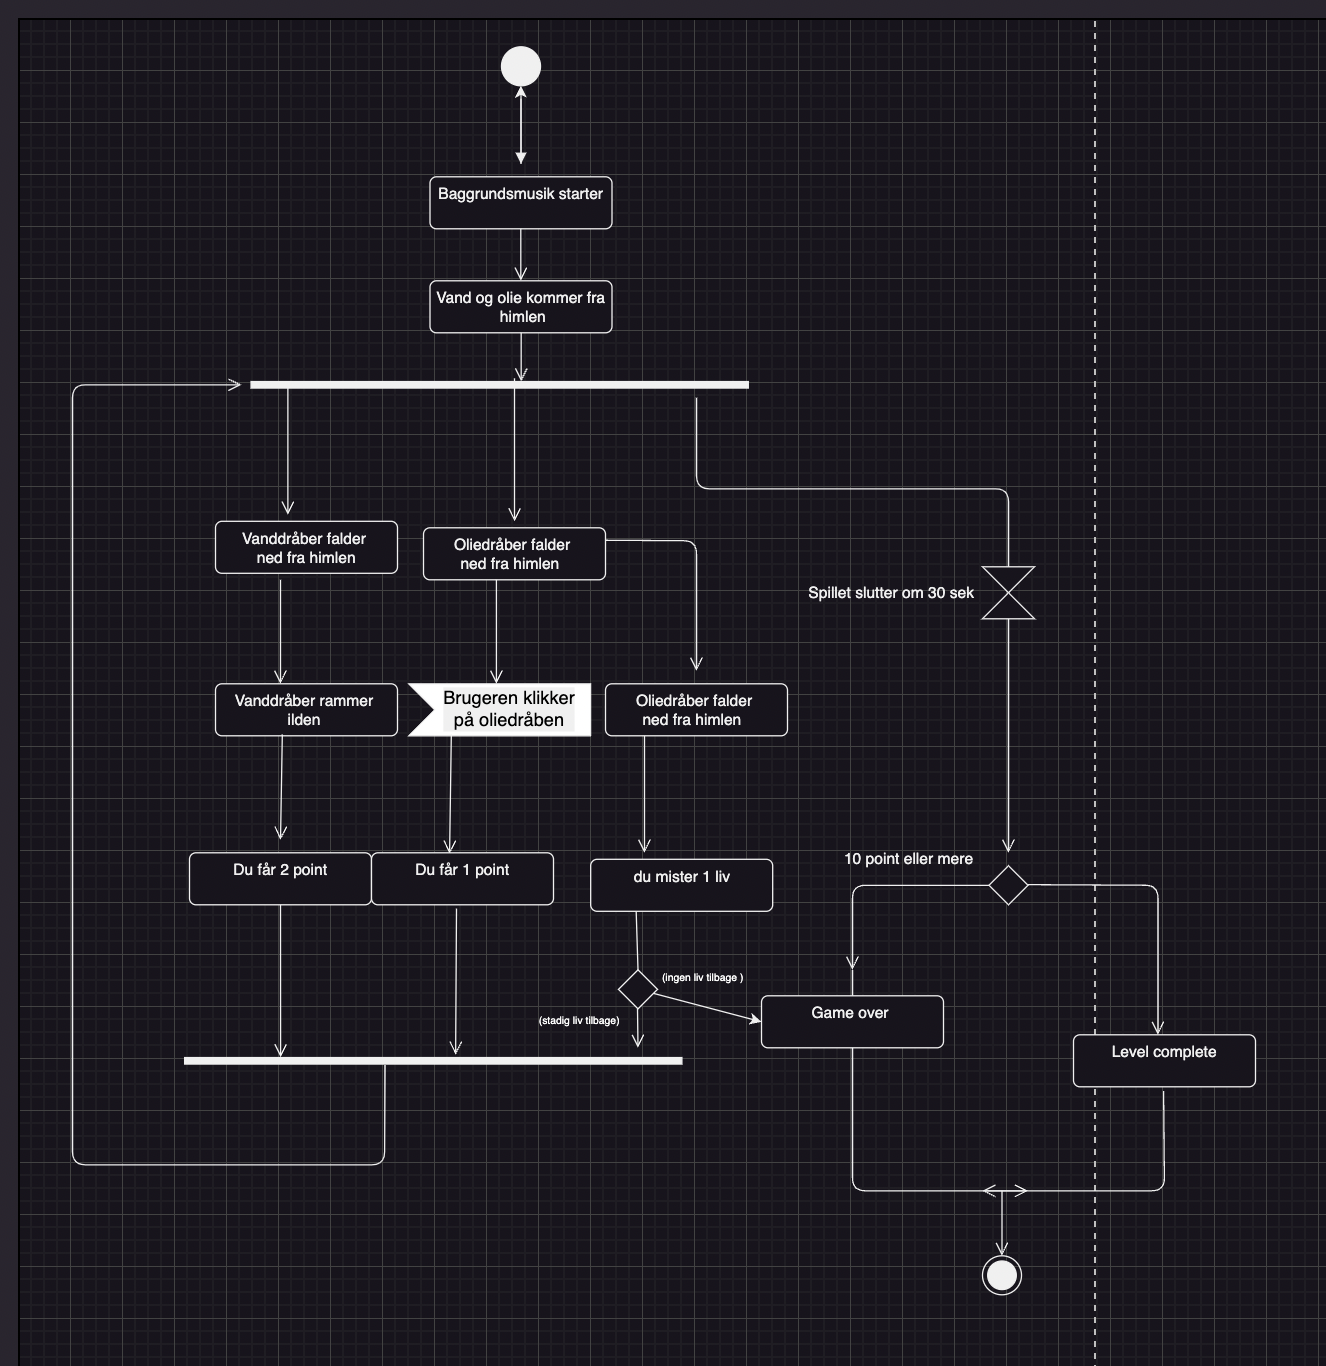 Baggrundsmusik starter
Vand og olie kommer fra
himlen
Vanddråber falder
ned fra himlen
Oliedråber falder
ned fra himlen
Spillet slutter om 30 sek
Vanddråber rammer
ilden
Brugeren klikker
på oliedråben
Oliedråber falder
ned fra himlen
Du får 2 point
Du får 1 point
du mister 1 liv
10 point eller mere
(ingen liv tilbage )
(stadig liv tilbage)
Game over
Level complete